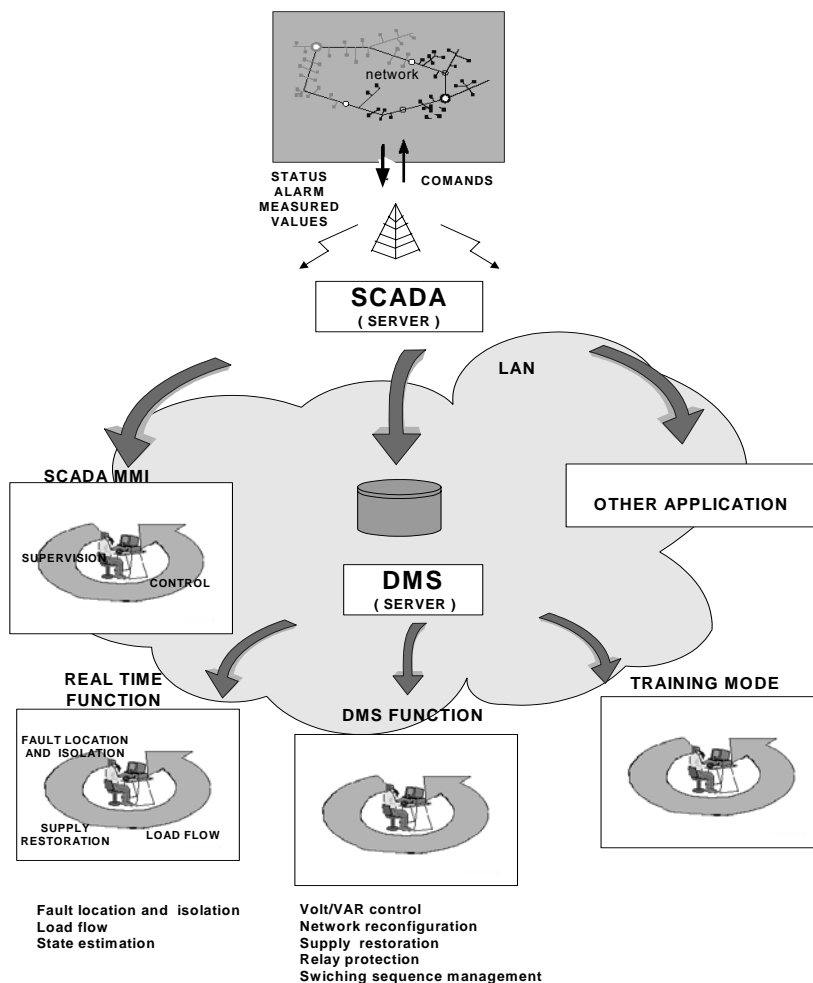 network
STATUS
ALARM
MEASURED
VALUES
COMANDS
SCADA
( SERVER )
LAN
SCADA MMI
SUPERVISION
CONTROL
OTHER APPLICATION
DMS
( SERVER )
REAL TIME
FUNCTION
FAULT LOCATION
AND ISOLATION
SUPPLY
RESTORATION
LOAD FLOW
DMS FUNCTION
TRAINING MODE
Fault location and isolation
Load flow
State estimation
Volt/VAR control
Network reconfiguration
Supply restoration
Relay protection
Swiching sequence management